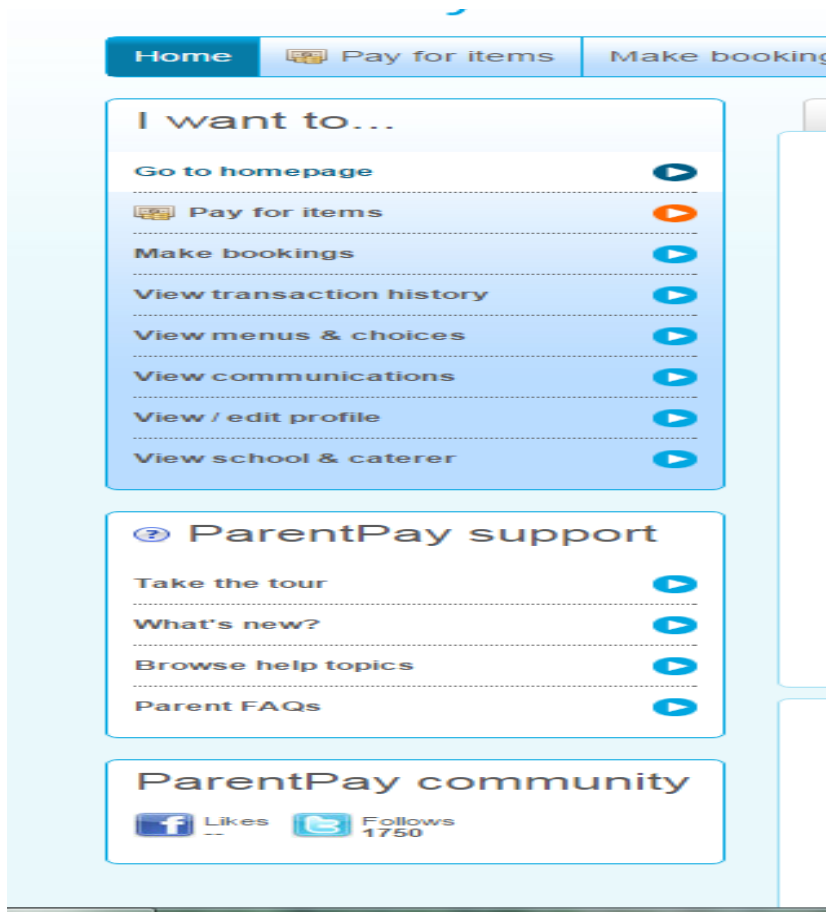 Home Pay for items Make booking
I want to...
Go to homepage
Pay for items
Make bookings
View transaction history
View menus & choices
View communications
View / edit profile
View school & caterer
ParentPay support
Take the tour
What's new?
Browse help topics
Parent FAQs
ParentPay community
Likes Follows
-- 1750